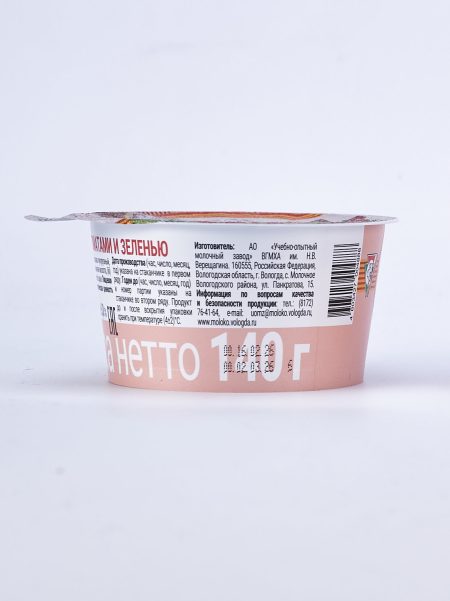 АТАМИ И ЗЕЛЕНЬЮ
Дата производства (час, число, месяц,
год) указана на стаканчике в первом
ряду. Годен до (час, число, месяц, год)
и номер партии указаны на
стаканчике во втором ряду. Продукт
и после вскрытия упаковки
хранить при температуре (4±2)°С.
Изготовитель: АО «Учебно-опытный
молочный завод» ВГМХА им. Н.В.
Верещагина. 160555, Российская Федерация,
Вологодская область, г. Вологда, с. Молочное
Вологодского района, ул. Панкратова, 15.
Информация по вопросам качества
и безопасности продукции: тел.: (8172)
76-41-64, e-mail: uomz@moloko.vologda.ru,
www.moloko.vologda.ru
а нетто 140 г